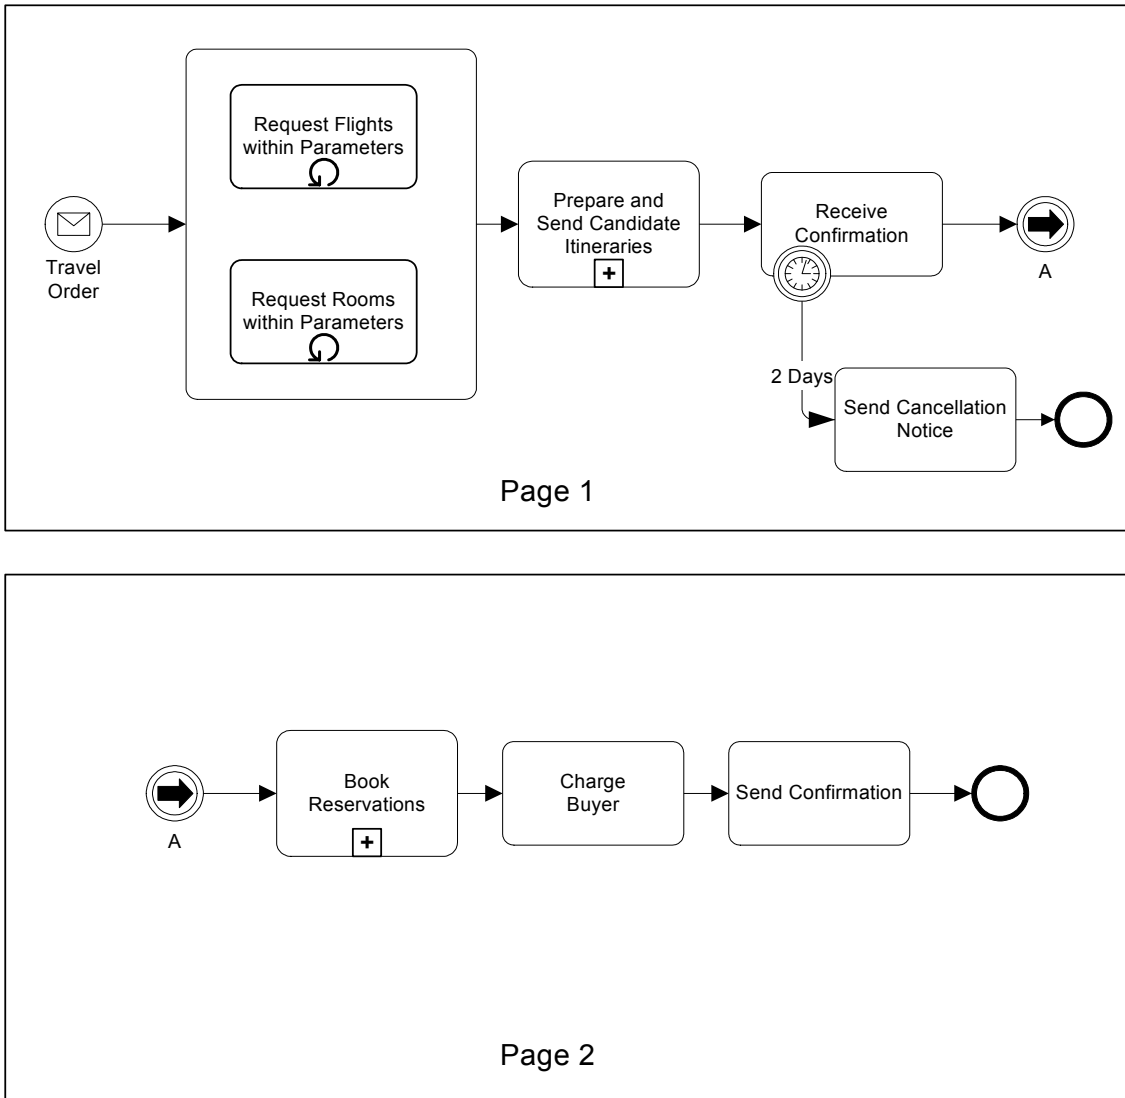 Request Flights
within Parameters
Travel
Order
Request Rooms
within Parameters
Prepare and
Send Candidate
Itineraries
Receive
Confirmation
A
2 Days
Send Cancellation
Notice
Page 1
A
Book
Reservations
Charge
Buyer
Send Confirmation
Page 2